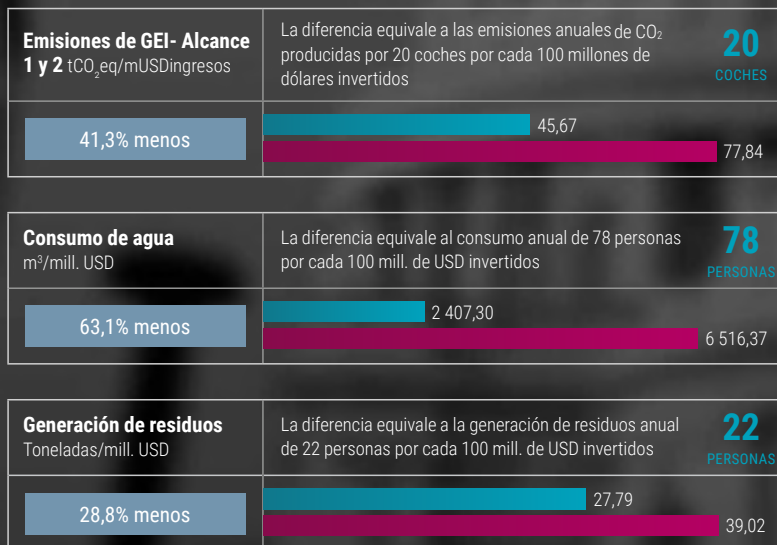 Emisiones de GEI- Alcance
1 y 2 tCO₂eq/mUSDingresos
La diferencia equivale a las emisiones anuales de CO₂
producidas por 20 coches por cada 100 millones de
dólares invertidos
20
COCHES
41,3% menos
45,67
77,84
Consumo de agua
m³/mill. USD
La diferencia equivale al consumo anual de 78 personas
por cada 100 mill. de USD invertidos
78
PERSONAS
63,1% menos
2 407,30
6 516,37
Generación de residuos
Toneladas/mill. USD
La diferencia equivale a la generación de residuos anual
de 22 personas por cada 100 mill. de USD invertidos
22
PERSONAS
28,8% menos
27,79
39,02